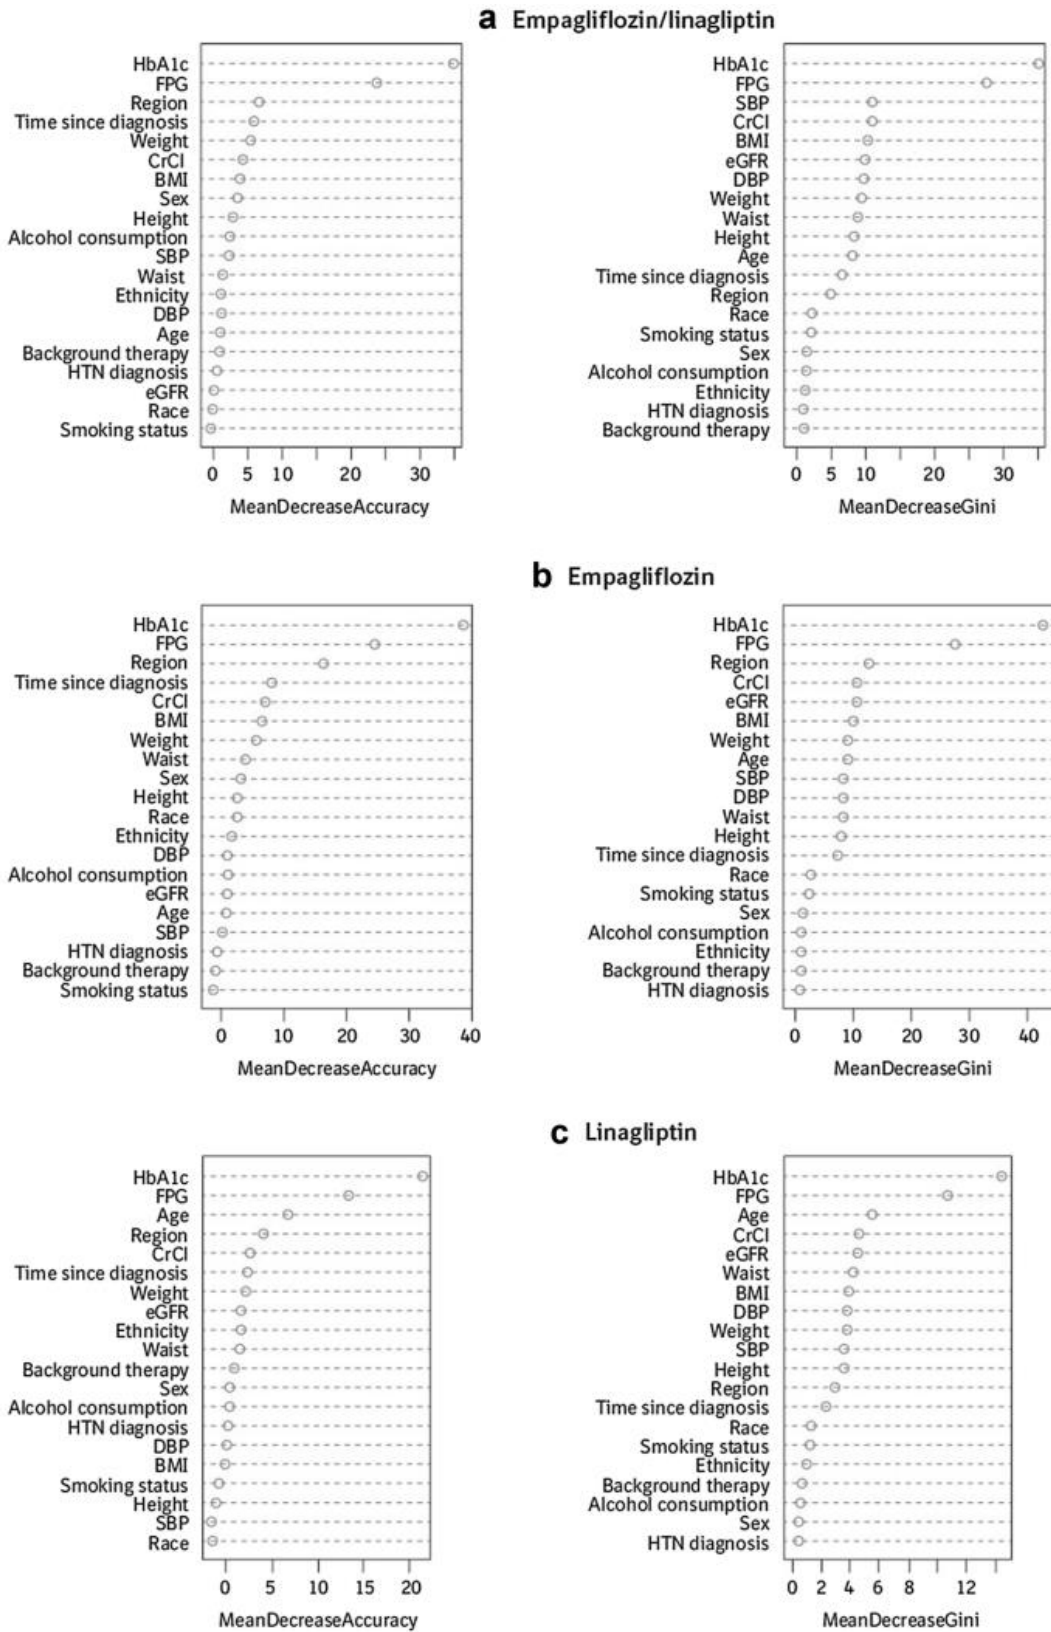 a Empagliflozin/linagliptin
HbA1c
FPG
Region
Time since diagnosis
Weight
CrCl
BMI
Sex
Height
Alcohol consumption
SBP
Waist
Ethnicity
DBP
Age
Background therapy
HTN diagnosis
eGFR
Race
Smoking status
0 5 10 20 30
MeanDecreaseAccuracy
HbA1c
FPG
SBP
CrCl
BMI
eGFR
DBP
Weight
Waist
Height
Age
Time since diagnosis
Region
Race
Smoking status
Sex
Alcohol consumption
Ethnicity
HTN diagnosis
Background therapy
0 5 10 20 30
MeanDecreaseGini
b Empagliflozin
HbA1c
FPG
Region
Time since diagnosis
CrCl
BMI
Weight
Waist
Sex
Height
Race
Ethnicity
DBP
Alcohol consumption
eGFR
Age
SBP
HTN diagnosis
Background therapy
Smoking status
0 10 20 30 40
MeanDecreaseAccuracy
HbA1c
FPG
Region
CrCl
eGFR
BMI
Weight
Age
SBP
DBP
Waist
Height
Time since diagnosis
Race
Smoking status
Sex
Alcohol consumption
Ethnicity
Background therapy
HTN diagnosis
0 10 20 30 40
MeanDecreaseGini
c Linagliptin
HbA1c
FPG
Age
Region
CrCl
Time since diagnosis
Weight
eGFR
Ethnicity
Waist
Background therapy
Sex
Alcohol consumption
HTN diagnosis
DBP
BMI
Smoking status
Height
SBP
Race
0 5 10 15 20
MeanDecreaseAccuracy
HbA1c
FPG
Age
CrCl
eGFR
Waist
BMI
DBP
Weight
SBP
Height
Region
Time since diagnosis
Race
Smoking status
Ethnicity
Background therapy
Alcohol consumption
Sex
HTN diagnosis
0 2 4 6 8 12
MeanDecreaseGini